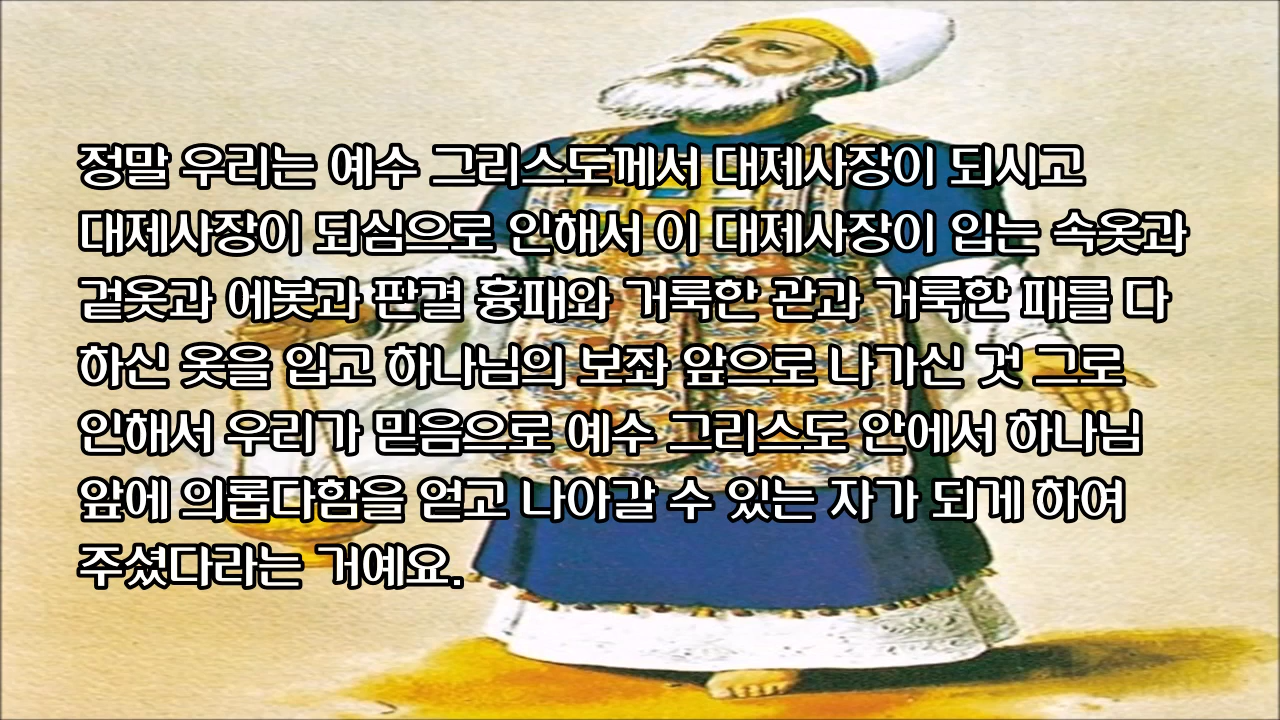 정말 우리는 예수 그리스도께서 대제사장이 되시고
대제사장이 되심으로 인해서 이 대제사장이 입는 속옷과
겉옷과 에봇과 판결 흉패와 거룩한 관과 거룩한 패를 다
하신 옷을 입고 하나님의 보좌 앞으로 나가신 것 그로
인해서 우리가 믿음으로 예수 그리스도 안에서 하나님
앞에 의롭다함을 얻고 나아갈 수 있는 자가 되게 하여
주셨다라는 거예요.